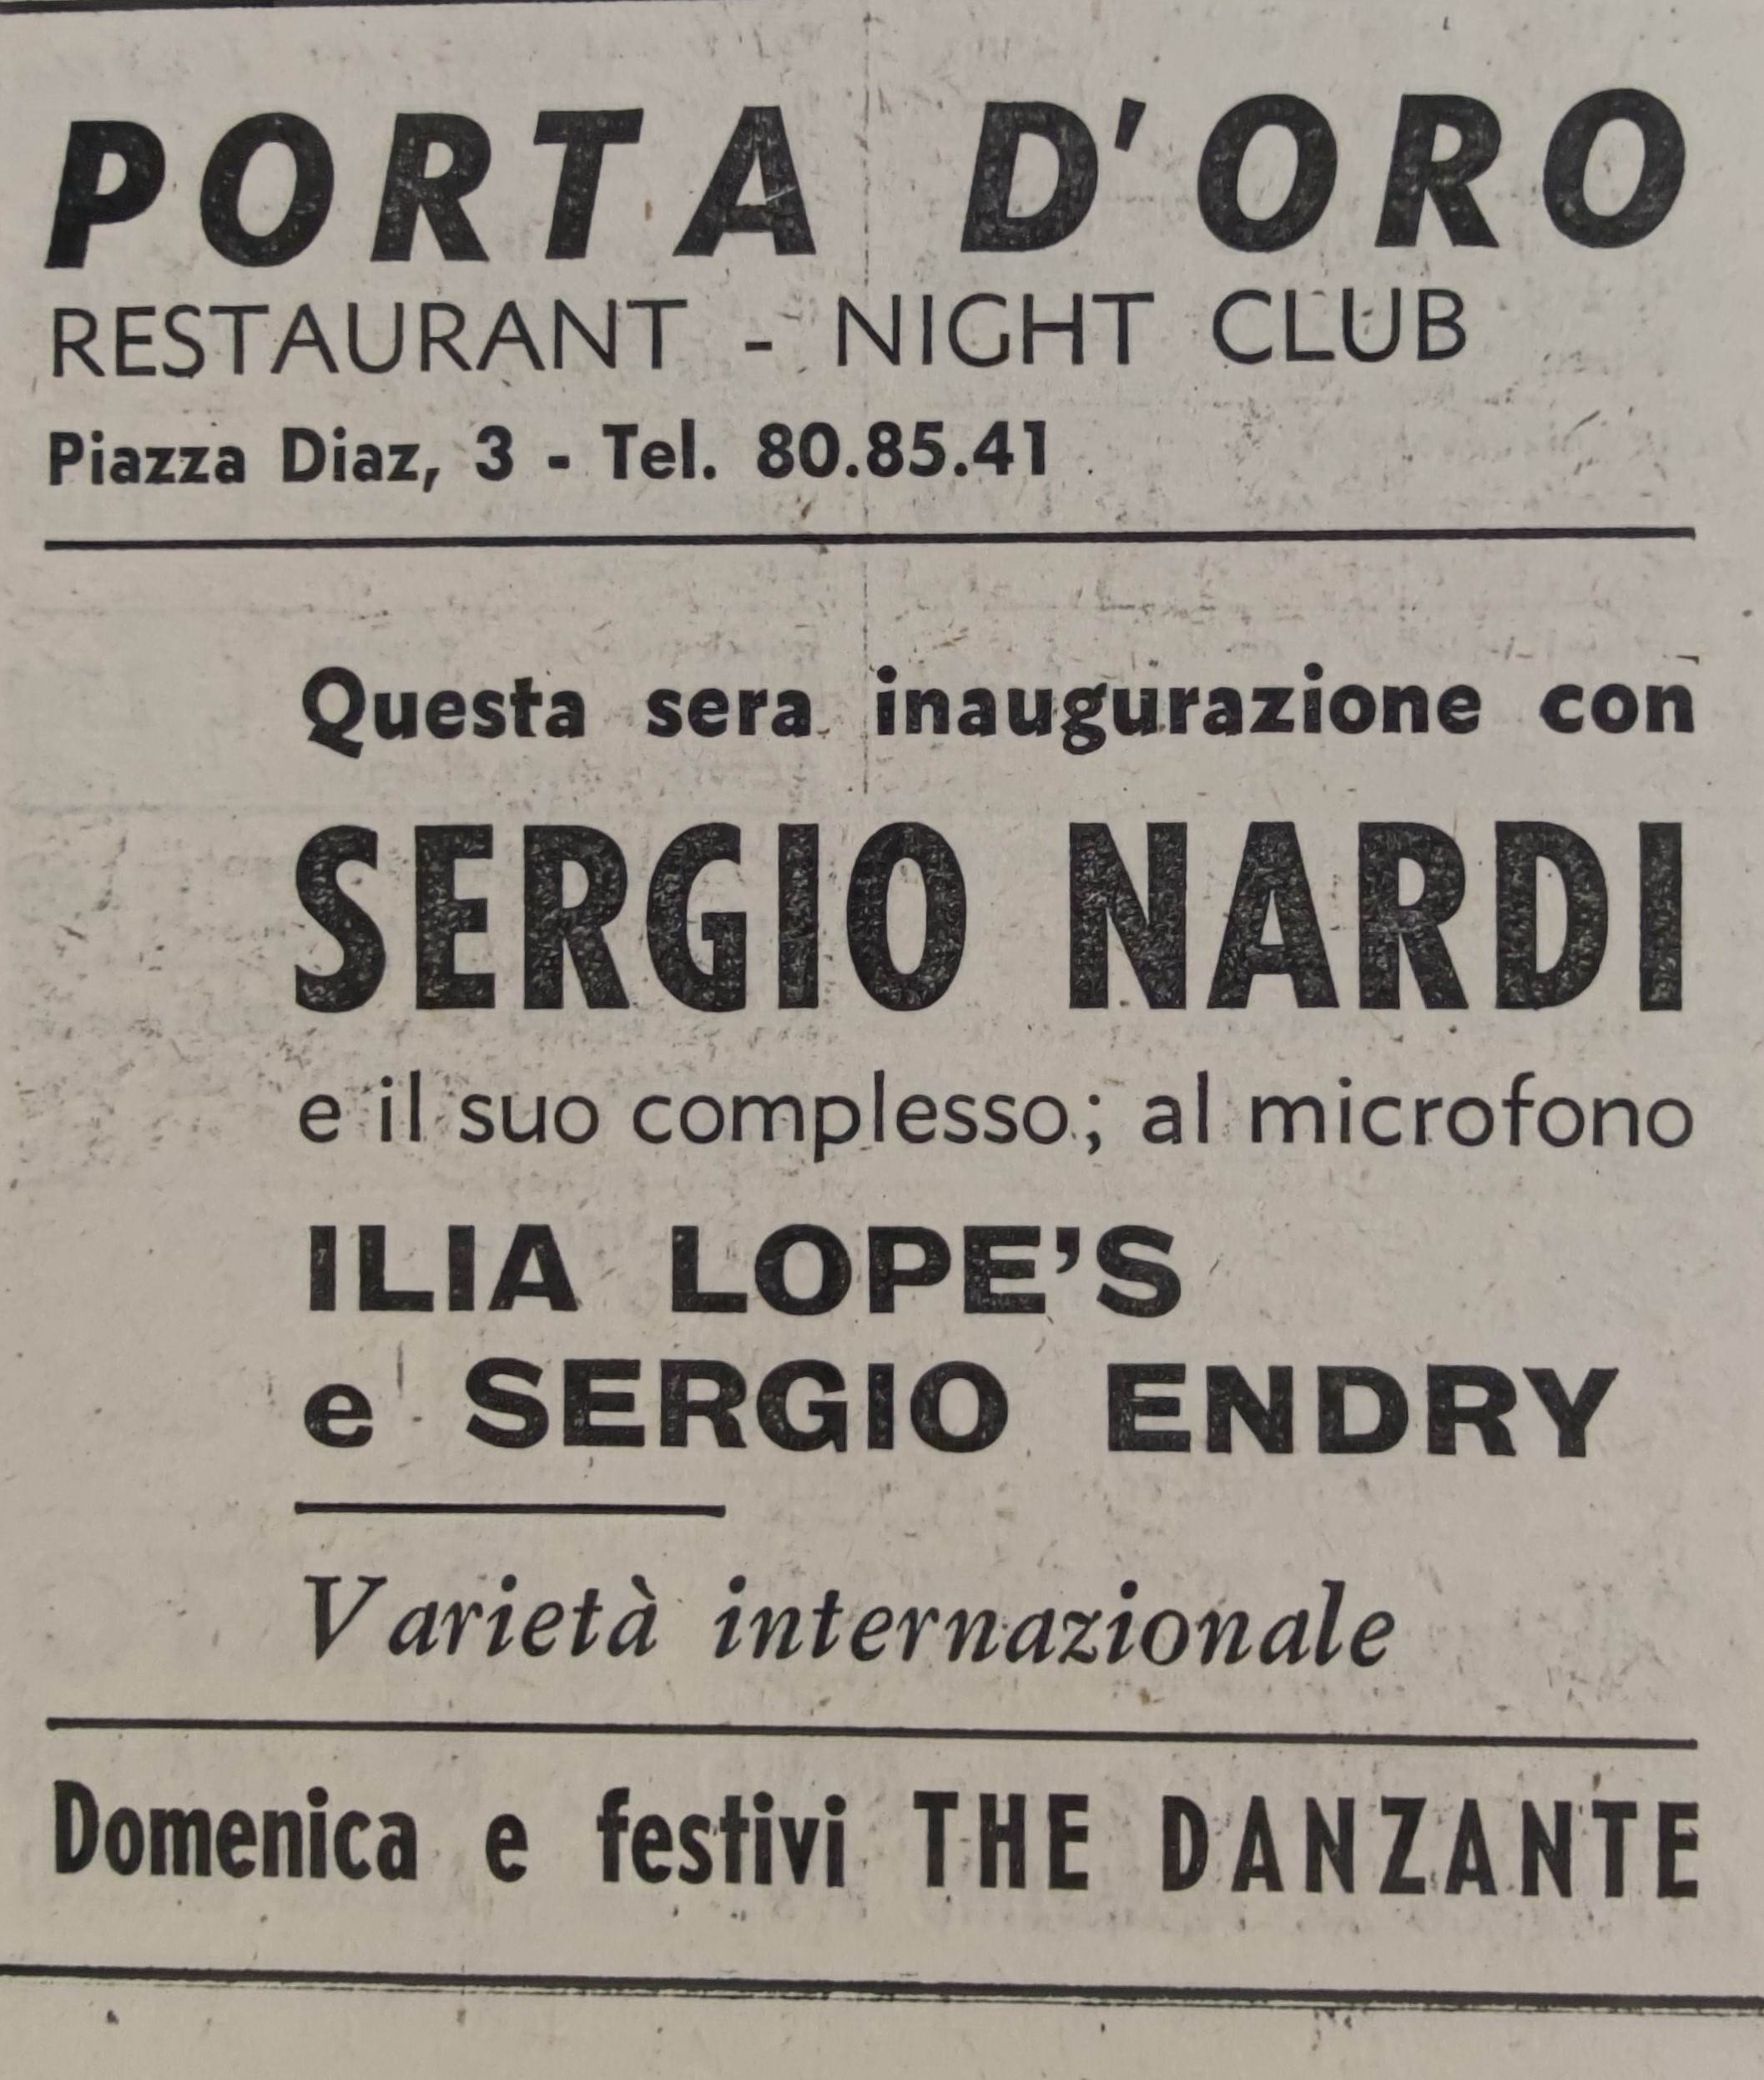 PORTA D'ORO
RESTAURANT - NIGHT CLUB
Piazza Diaz, 3 - Tel. 80.85.41
Questa sera inaugurazione con
SERGIO NARDI
e il suo complesso; al microfono
ILIA LOPE'S
e SERGIO ENDRY
Varietà internazionale
Domenica e festivi THE DANZANTE